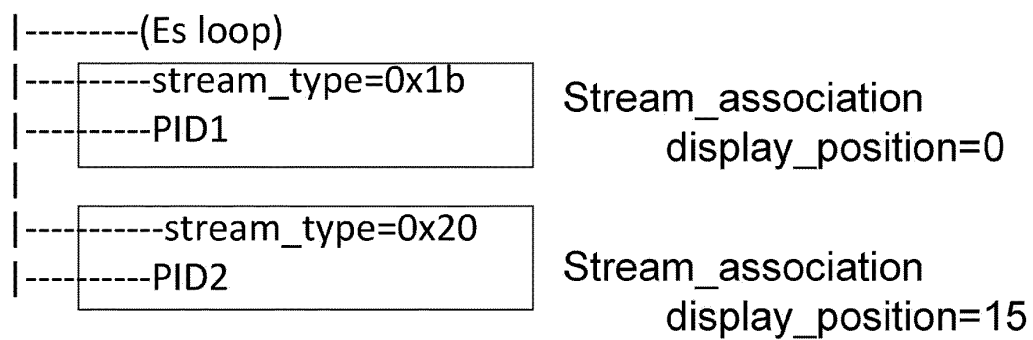 |---------(Es loop)
|----------stream_type=0x1b
Stream_association
|----------PID1
display_position=0
|
|-----------stream_type=0x20
|----------PID2
Stream_association
display_position=15